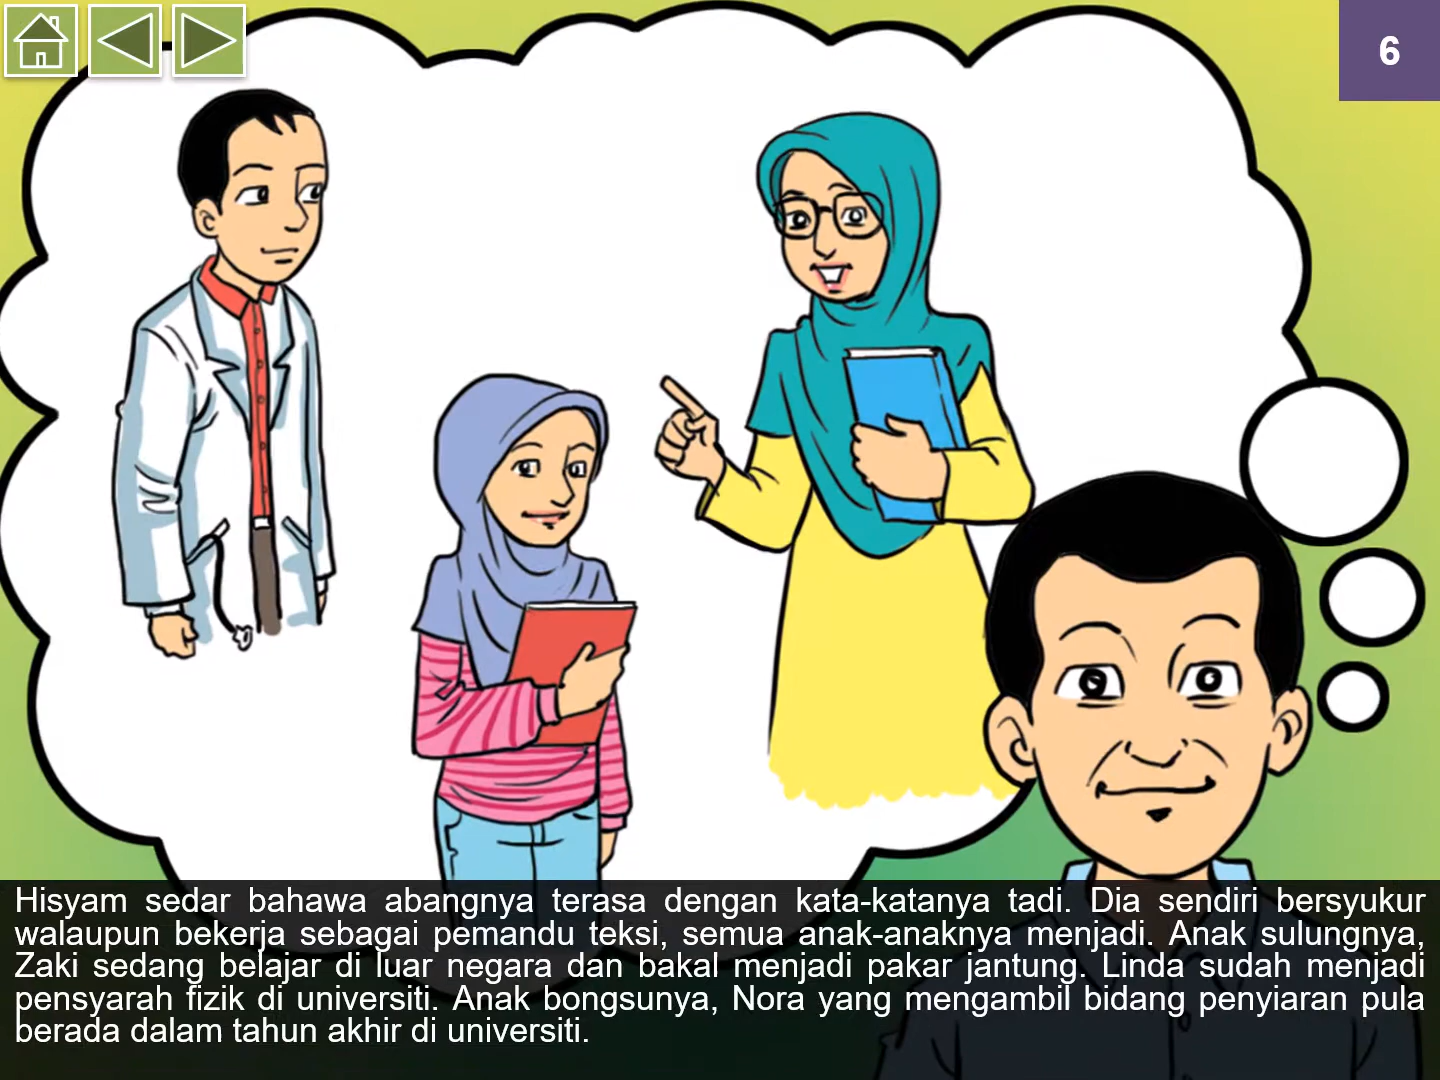 6
Hisyam sedar bahawa abangnya terasa dengan kata-katanya tadi. Dia sendiri bersyukur
walaupun bekerja sebagai pemandu teksi, semua anak-anaknya menjadi. Anak sulungnya,
Zaki sedang belajar di luar negara dan bakal menjadi pakar jantung. Linda sudah menjadi
pensyarah fizik di universiti. Anak bongsunya, Nora yang mengambil bidang penyiaran pula
berada dalam tahun akhir di universiti.